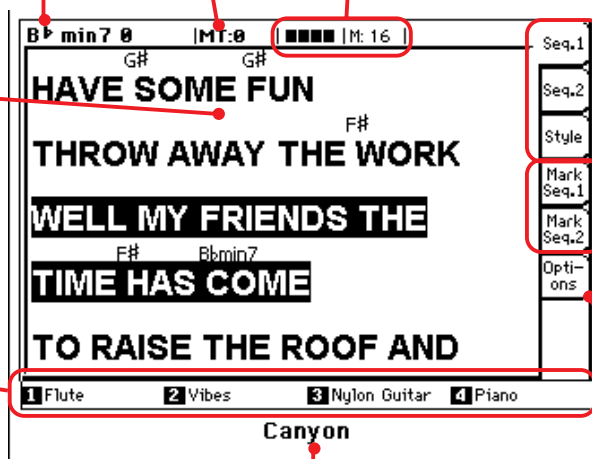 B♭ min7 0 |MT:0 | |M: 16 |
Seq.1
G# G#
HAVE SOME FUN
Seq.2
F#
Style
THROW AWAY THE WORK
Mark
Seq.1
WELL MY FRIENDS THE
Mark
Seq.2
F# B♭min7
Opti-
ons
TIME HAS COME
TO RAISE THE ROOF AND
1 Flute 2 Vibes 3 Nylon Guitar 4 Piano
Canyon